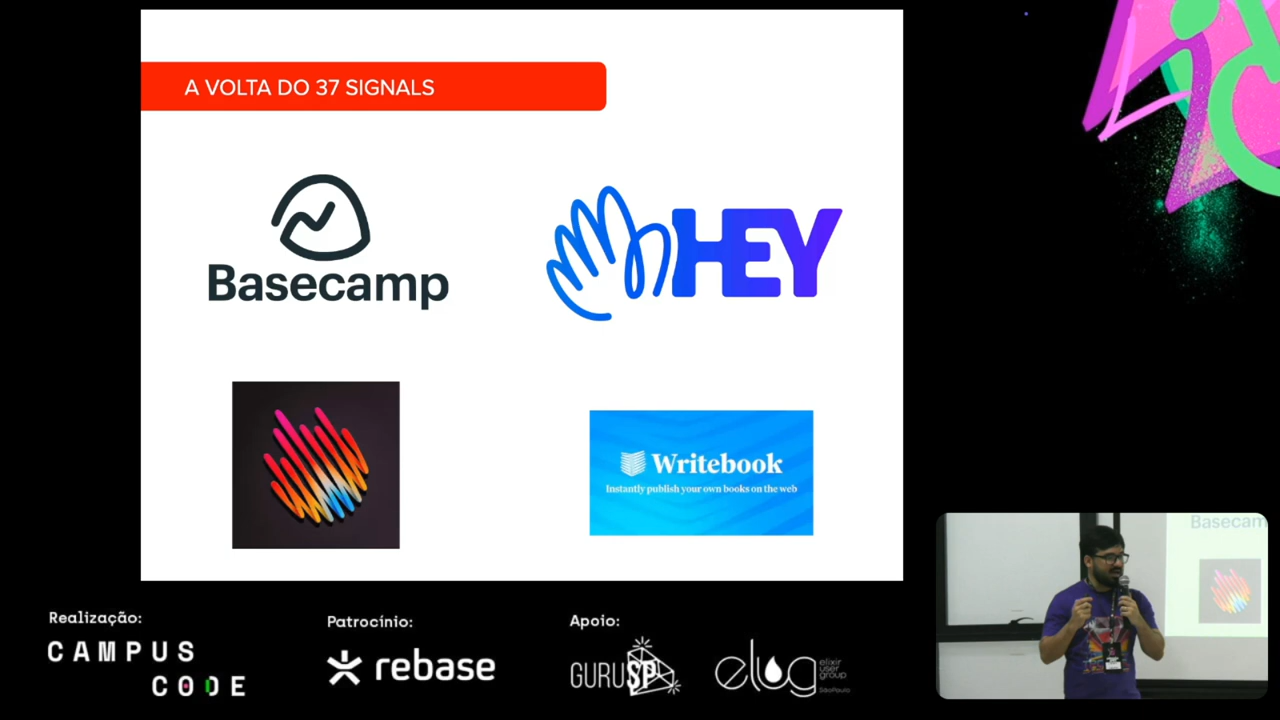 A VOLTA DO 37 SIGNALS
Basecamp
HEY
Writebook
Instantly publish your own books on the web
Basecam
Realização:
CAMPUS
CODE
Patrocínio:
rebase
Apoio:
GURUSP
elug
elixir
user
group
SãoPaulo